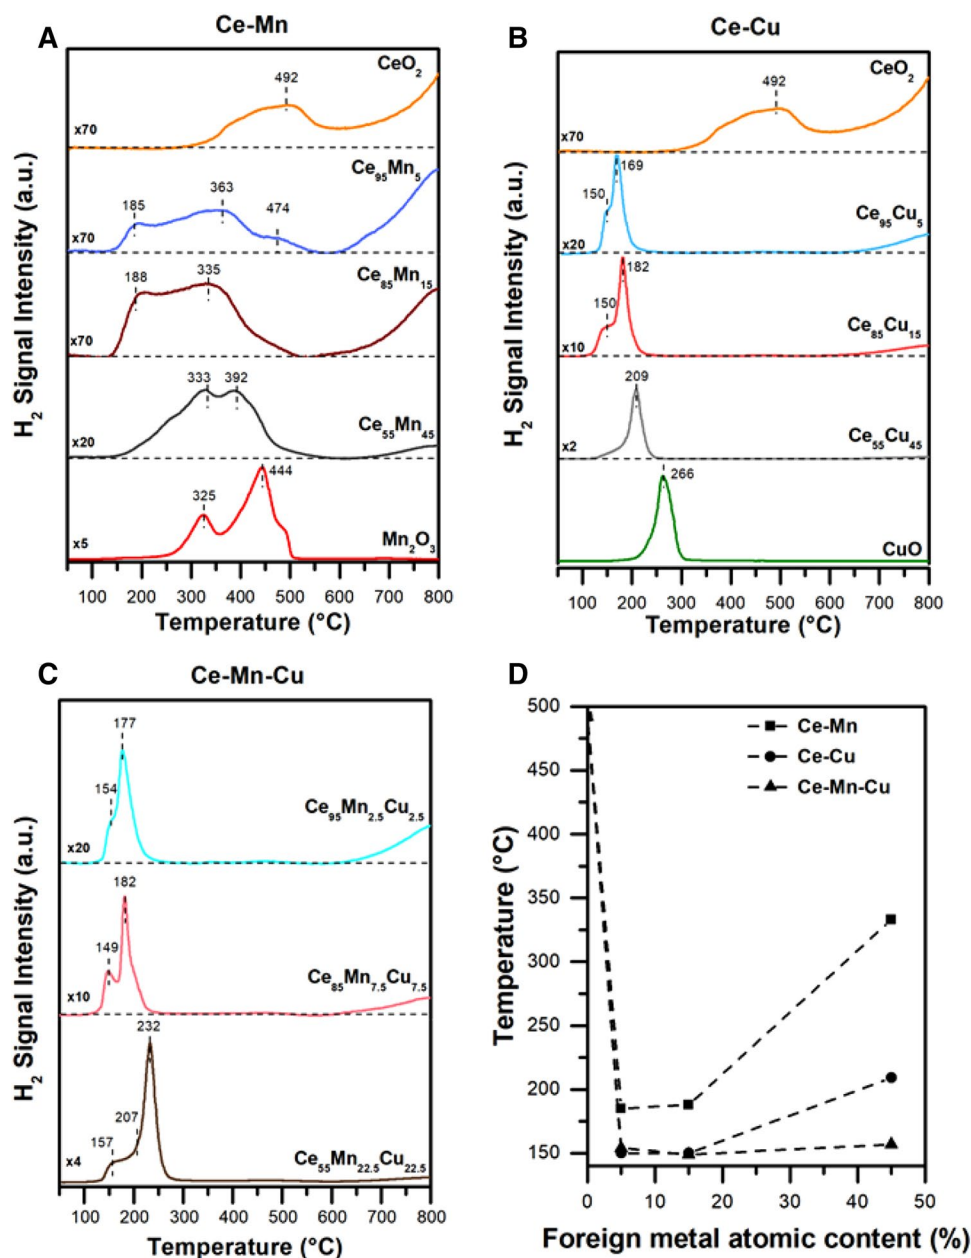 A
Ce-Mn
H₂ Signal Intensity (a.u.)
CeO₂
492
x70
Ce₉₅Mn₅
185
363
474
x70
Ce₈₅Mn₁₅
188
335
x70
333
392
Ce₅₅Mn₄₅
x20
325
444
Mn₂O₃
x5
100 200 300 400 500 600 700 800
Temperature (°C)
B
Ce-Cu
H₂ Signal Intensity (a.u.)
CeO₂
492
x70
169
150
Ce₉₅Cu₅
x20
182
150
Ce₈₅Cu₁₅
x10
209
Ce₅₅Cu₄₅
x2
266
CuO
100 200 300 400 500 600 700 800
Temperature (°C)
C
Ce-Mn-Cu
H₂ Signal Intensity (a.u.)
177
154
Ce₉₅Mn₂.₅Cu₂.₅
x20
182
149
Ce₈₅Mn₇.₅Cu₇.₅
x10
232
207
157
Ce₅₅Mn₂₂.₅Cu₂₂.₅
x4
100 200 300 400 500 600 700 800
Temperature (°C)
D
Temperature (°C)
500
450
400
350
300
250
200
150
Ce-Mn
Ce-Cu
Ce-Mn-Cu
0 10 20 30 40 50
Foreign metal atomic content (%)